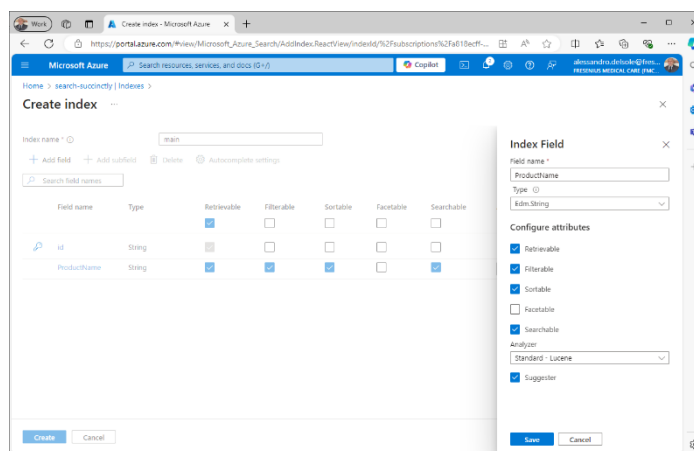 Work
Create index - Microsoft Azure
https://portal.azure.com/#view/Microsoft_Azure_Search/AddIndex.ReactView/indexId/%2Fsubscriptions%2Fa818ecff-...
Microsoft Azure
Search resources, services, and docs (G+/)
Copilot
alessandro.delsole@fres...
FRESENIUS MEDICAL CARE (FMC...
Home > search-succinctly | Indexes >
Create index ...
Index name *
main
Add field
Add subfield
Delete
Autocomplete settings
Search field names
Field name Type Retrievable Filterable Sortable Facetable Searchable
id String
ProductName String
Create
Cancel
Index Field
Field name *
ProductName
Type
Edm.String
Configure attributes
Retrievable
Filterable
Sortable
Facetable
Searchable
Analyzer
Standard - Lucene
Suggester
Save
Cancel